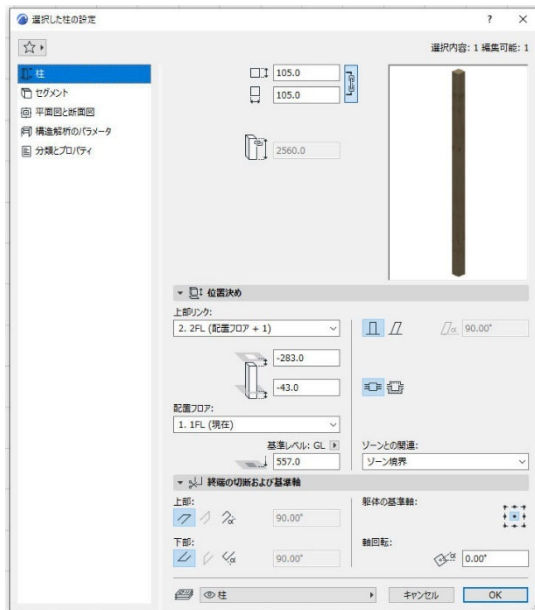 選択した柱の設定
? ×
選択内容: 1 編集可能: 1
柱
セグメント
平面図と断面図
構造解析のパラメータ
分類とプロパティ
105.0
105.0
2560.0
位置決め
上部リンク:
2. 2FL (配置フロア + 1)
90.00°
-283.0
-43.0
配置フロア:
1. 1FL (現在)
基準レベル: GL
ゾーンとの関連:
557.0
ゾーン境界
終端の切断および基準軸
上部:
躯体の基準軸:
90.00°
下部:
軸回転:
90.00°
0.00°
柱
キャンセル
OK